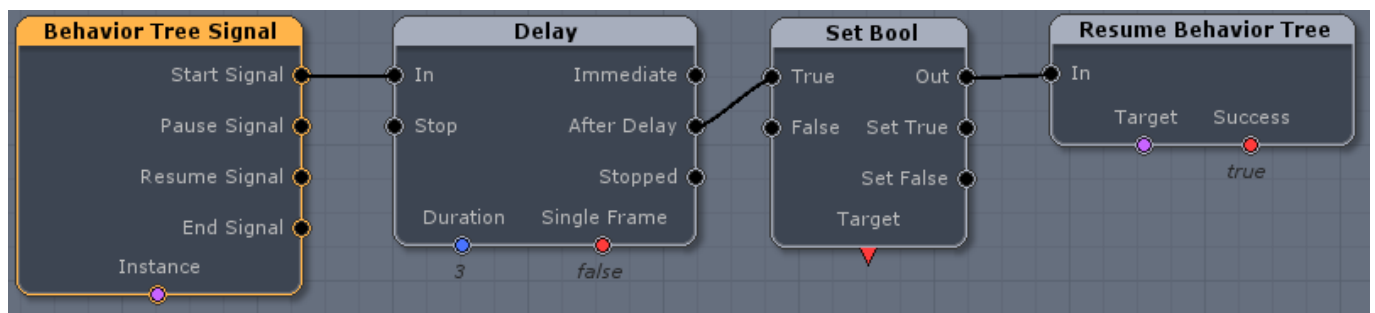 Behavior Tree Signal
Start Signal
Pause Signal
Resume Signal
End Signal
Instance
Delay
In Immediate
Stop After Delay
Stopped
Duration Single Frame
3 false
Set Bool
True Out
False Set True
Set False
Target
Resume Behavior Tree
In
Target Success
true